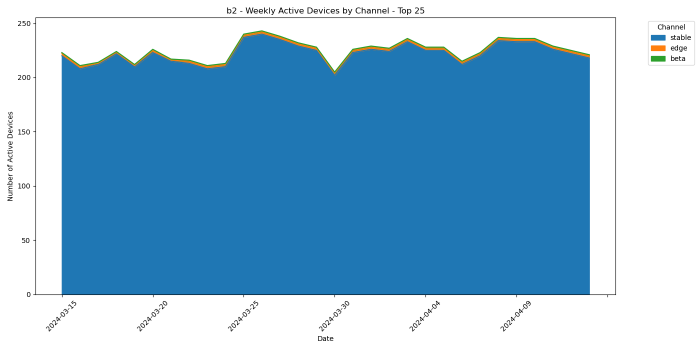 b2 - Weekly Active Devices by Channel - Top 25
Channel
stable
edge
beta
Number of Active Devices
250
200
150
100
50
0
2024-03-15
2024-03-20
2024-03-25
2024-03-30
2024-04-04
2024-04-09
Date